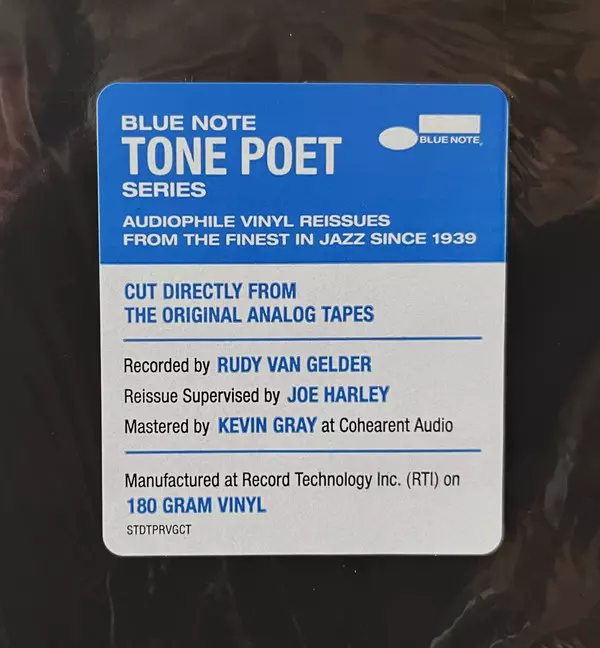 BLUE NOTE
TONE POET
SERIES
BLUE NOTE.
AUDIOPHILE VINYL REISSUES
FROM THE FINEST IN JAZZ SINCE 1939
CUT DIRECTLY FROM
THE ORIGINAL ANALOG TAPES
Recorded by RUDY VAN GELDER
Reissue Supervised by JOE HARLEY
Mastered by KEVIN GRAY at Cohearent Audio
Manufactured at Record Technology Inc. (RTI) on
180 GRAM VINYL
STDTPRVGCT